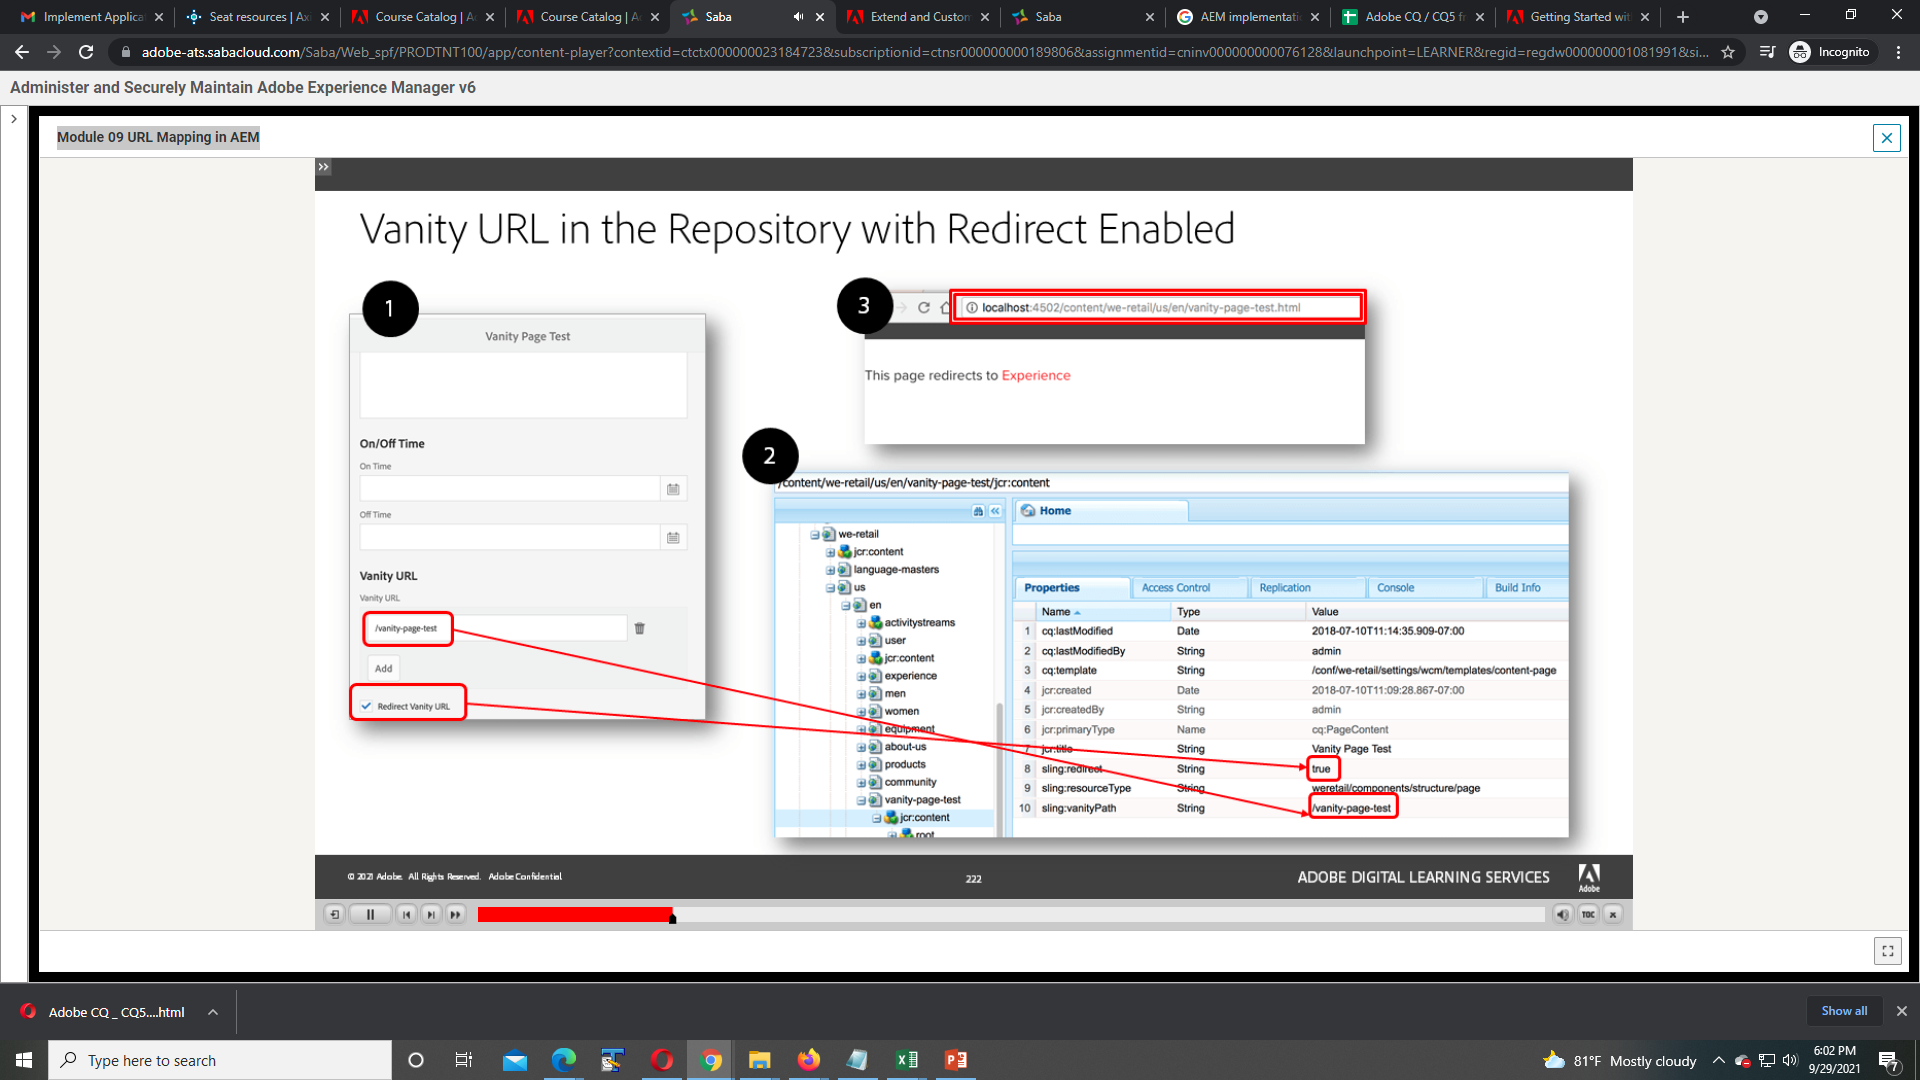 Implement Applica
Seat resources | Ax
Course Catalog | A
Course Catalog | A
Saba
Extend and Custom
Saba
AEM implementati
Adobe CQ / CQ5 f
Getting Started wit
adobe-ats.sabacloud.com/Saba/Web_spf/PRODTNT100/app/content-player?contextid=ctctx000000023184723&subscriptionid=ctnsr000000000189806&assignmentid=cninv000000000076128&launchpoint=LEARNER&regid=regdw000000001081991&si...
Incognito
Administer and Securely Maintain Adobe Experience Manager v6
Module 09 URL Mapping in AEM
Vanity URL in the Repository with Redirect Enabled
1
Vanity Page Test
On/Off Time
On Time
Off Time
Vanity URL
Vanity URL
/vanity-page-test
Add
Redirect Vanity URL
3
localhost:4502/content/we-retail/us/en/vanity-page-test.html
This page redirects to Experience
2
/content/we-retail/us/en/vanity-page-test/jcr:content
we-retail
jcr:content
language-masters
us
en
activitystreams
user
jcr:content
experience
men
women
equipment
about-us
products
community
vanity-page-test
jcr:content
root
Home
Properties Access Control Replication Console Build Info
Name Type Value
1 cq:lastModified Date 2018-07-10T11:14:35.909-07:00
2 cq:lastModifiedBy String admin
3 cq:template String /conf/we-retail/settings/wcm/templates/content-page
4 jcr:created Date 2018-07-10T11:09:28.867-07:00
5 jcr:createdBy String admin
6 jcr:primaryType Name cq:PageContent
7 jcr:title String Vanity Page Test
8 sling:redirect String true
9 sling:resourceType String weretail/components/structure/page
10 sling:vanityPath String /vanity-page-test
© 2021 Adobe. All Rights Reserved. Adobe Confidential
222
ADOBE DIGITAL LEARNING SERVICES
Adobe
TOC
Adobe CQ _ CQ5....html
Show all
Type here to search
81°F Mostly cloudy
6:02 PM
9/29/2021
7